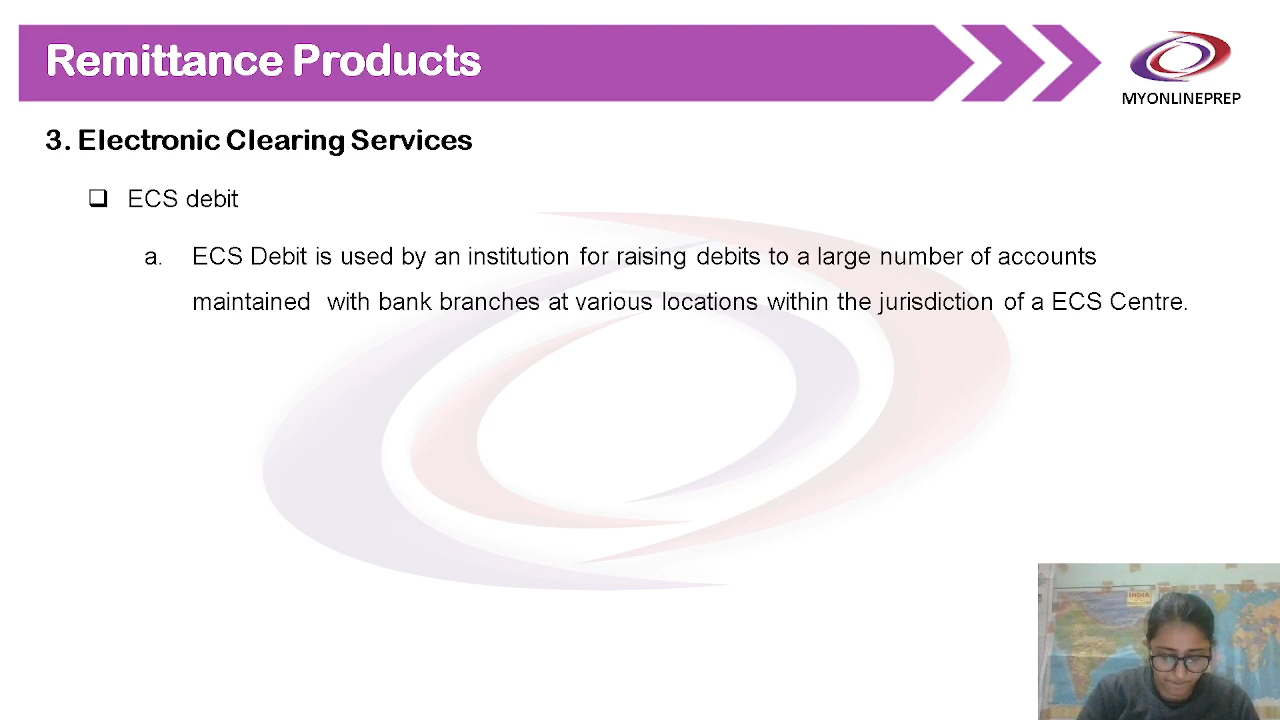 Remittance Products
MYONLINEPREP
3. Electronic Clearing Services
ECS debit
a. ECS Debit is used by an institution for raising debits to a large number of accounts
maintained with bank branches at various locations within the jurisdiction of a ECS Centre.
INDIA